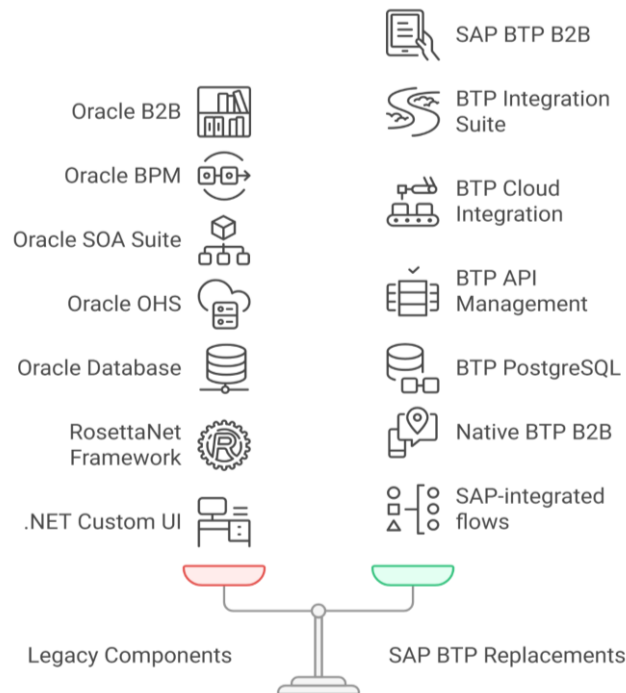 Oracle B2B
Oracle BPM
Oracle SOA Suite
Oracle OHS
Oracle Database
RosettaNet
Framework
.NET Custom UI
Legacy Components
SAP BTP B2B
BTP Integration
Suite
BTP Cloud
Integration
BTP API
Management
BTP PostgreSQL
Native BTP B2B
SAP-integrated
flows
SAP BTP Replacements